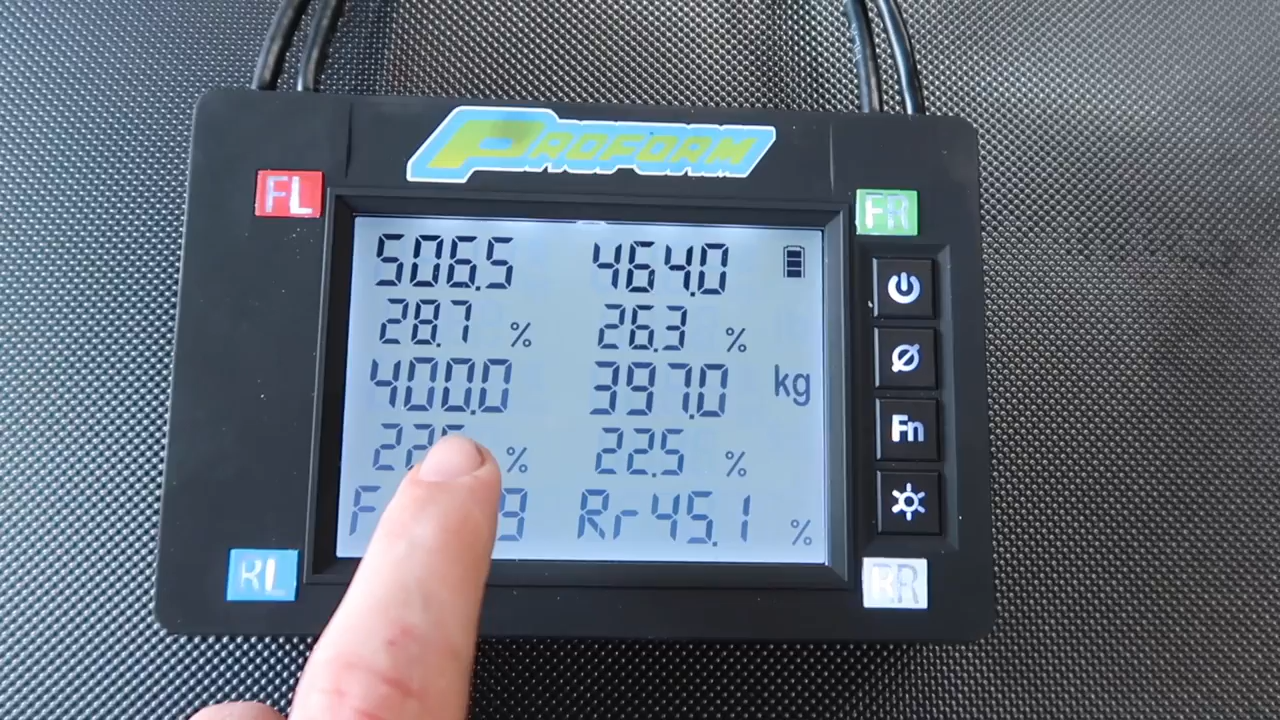 PROFORM
FL
FR
506.5 464.0
28.7 % 26.3 %
400.0 397.0 kg
% 22.5 %
Fn
F 9 Rr 45.1 %
RL
RR